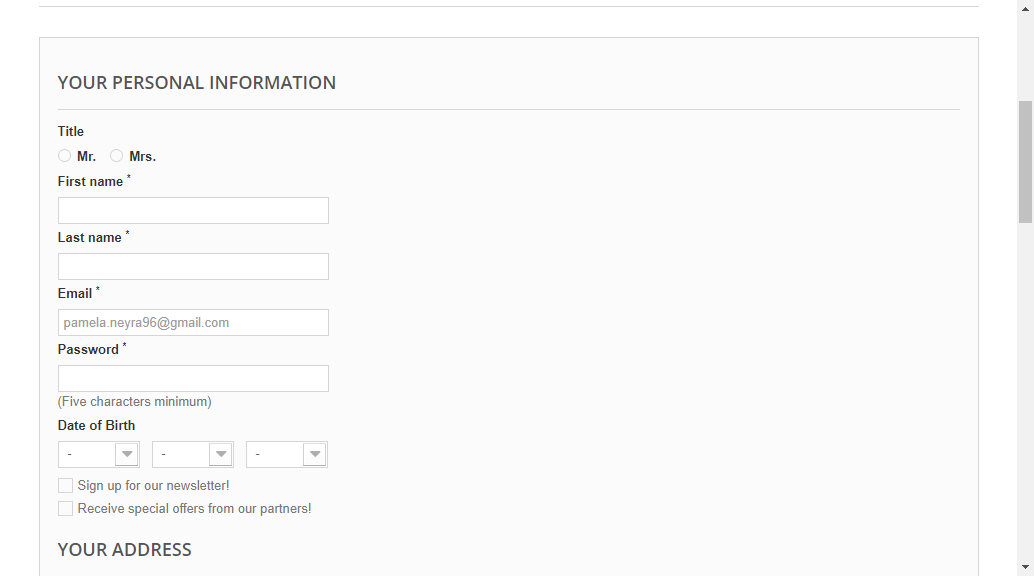 YOUR PERSONAL INFORMATION
Title
Mr. Mrs.
First name *
Last name *
Email *
pamela.neyra96@gmail.com
Password *
(Five characters minimum)
Date of Birth
- - -
Sign up for our newsletter!
Receive special offers from our partners!
YOUR ADDRESS